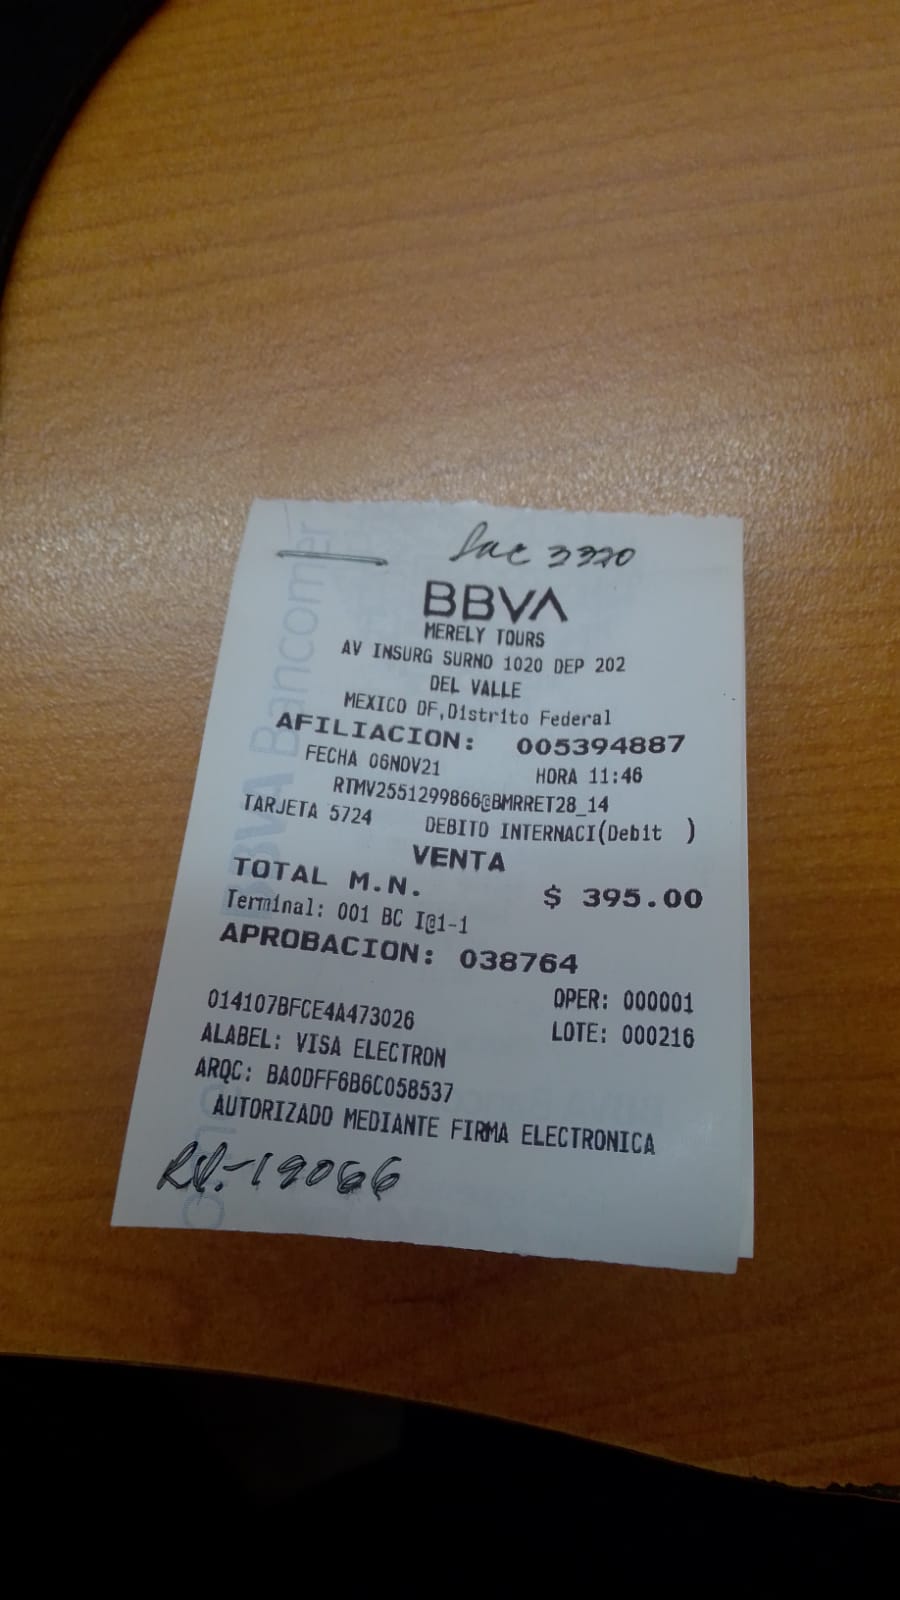 Fac 3320
BBVA
MERELY TOURS
AV INSURG SURNO 1020 DEP 202
DEL VALLE
MEXICO DF,Distrito Federal
AFILIACION: 005394887
FECHA 06NOV21 HORA 11:46
RTMV2551299866@BMRRET28_14
TARJETA 5724 DEBITO INTERNACI(Debit )
VENTA
TOTAL M.N. $ 395.00
Terminal: 001 BC I@1-1
APROBACION: 038764
OPER: 000001
014107BFCE4A473026 LOTE: 000216
ALABEL: VISA ELECTRON
ARQC: BA0DFF6B6C058537
AUTORIZADO MEDIANTE FIRMA ELECTRONICA
19066
BBVA Bancomer